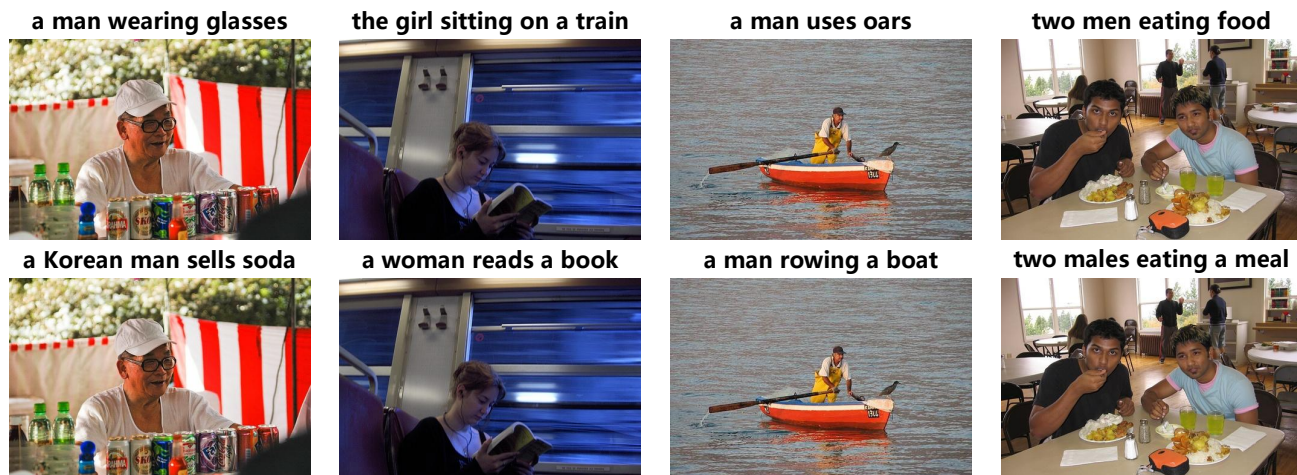 a man wearing glasses
the girl sitting on a train
a man uses oars
two men eating food
a Korean man sells soda
a woman reads a book
a man rowing a boat
two males eating a meal